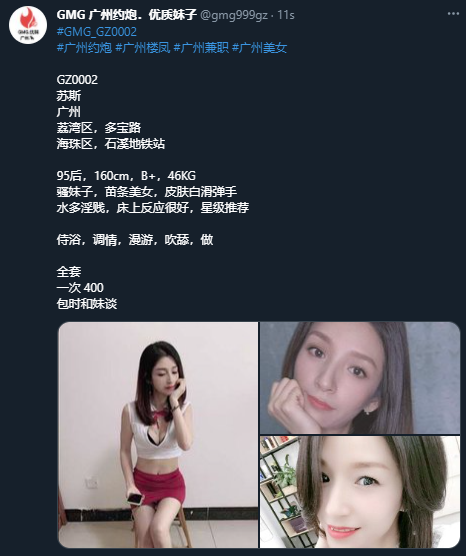 GMG 广州约炮．优质妹子 @gmg999gz · 11s
#GMG_GZ0002
#广州约炮 #广州楼凤 #广州兼职 #广州美女
GZ0002
苏斯
广州
荔湾区，多宝路
海珠区，石溪地铁站
95后，160cm，B+，46KG
骚妹子，苗条美女，皮肤白滑弹手
水多淫贱，床上反应很好，星级推荐
侍浴，调情，漫游，吹舔，做
全套
一次 400
包时和妹谈